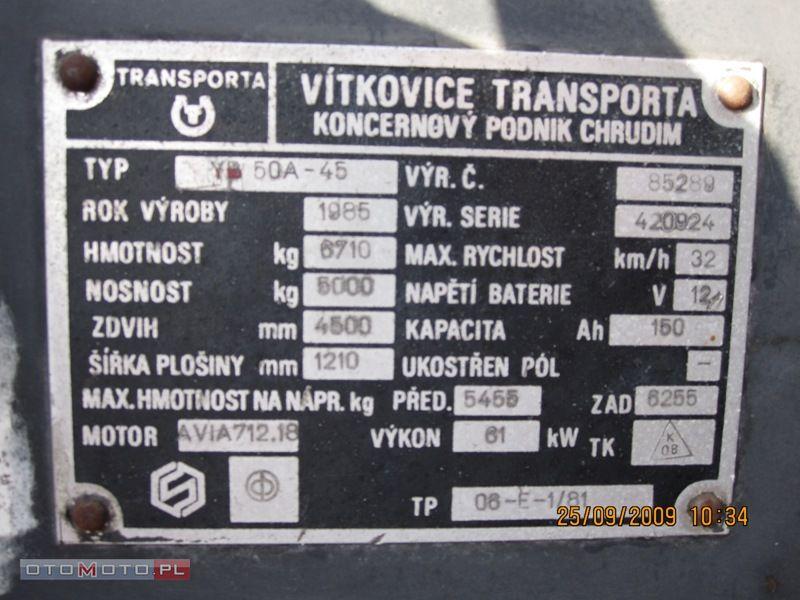 TRANSPORTA
VÍTKOVICE TRANSPORTA
KONCERNOVÝ PODNIK CHRUDIM
TYP 50A-45 VÝR. Č. 85289
ROK VÝROBY 1985 VÝR. SERIE 420924
HMOTNOST kg 6710 MAX. RYCHLOST km/h 32
NOSNOST kg 5000 NAPĚTÍ BATERIE V 12
ZDVIH mm 4500 KAPACITA Ah 150
ŠÍŘKA PLOŠINY mm 1210 UKOSTŘEN PÓL -
MAX. HMOTNOST NA NÁPR. kg PŘED. 5455 ZAD 6255
MOTOR AVIA712.18 VÝKON 61 kW TK K 08
TP 06-E-1/81
25/09/2009 10:34
OTOMOTO.PL